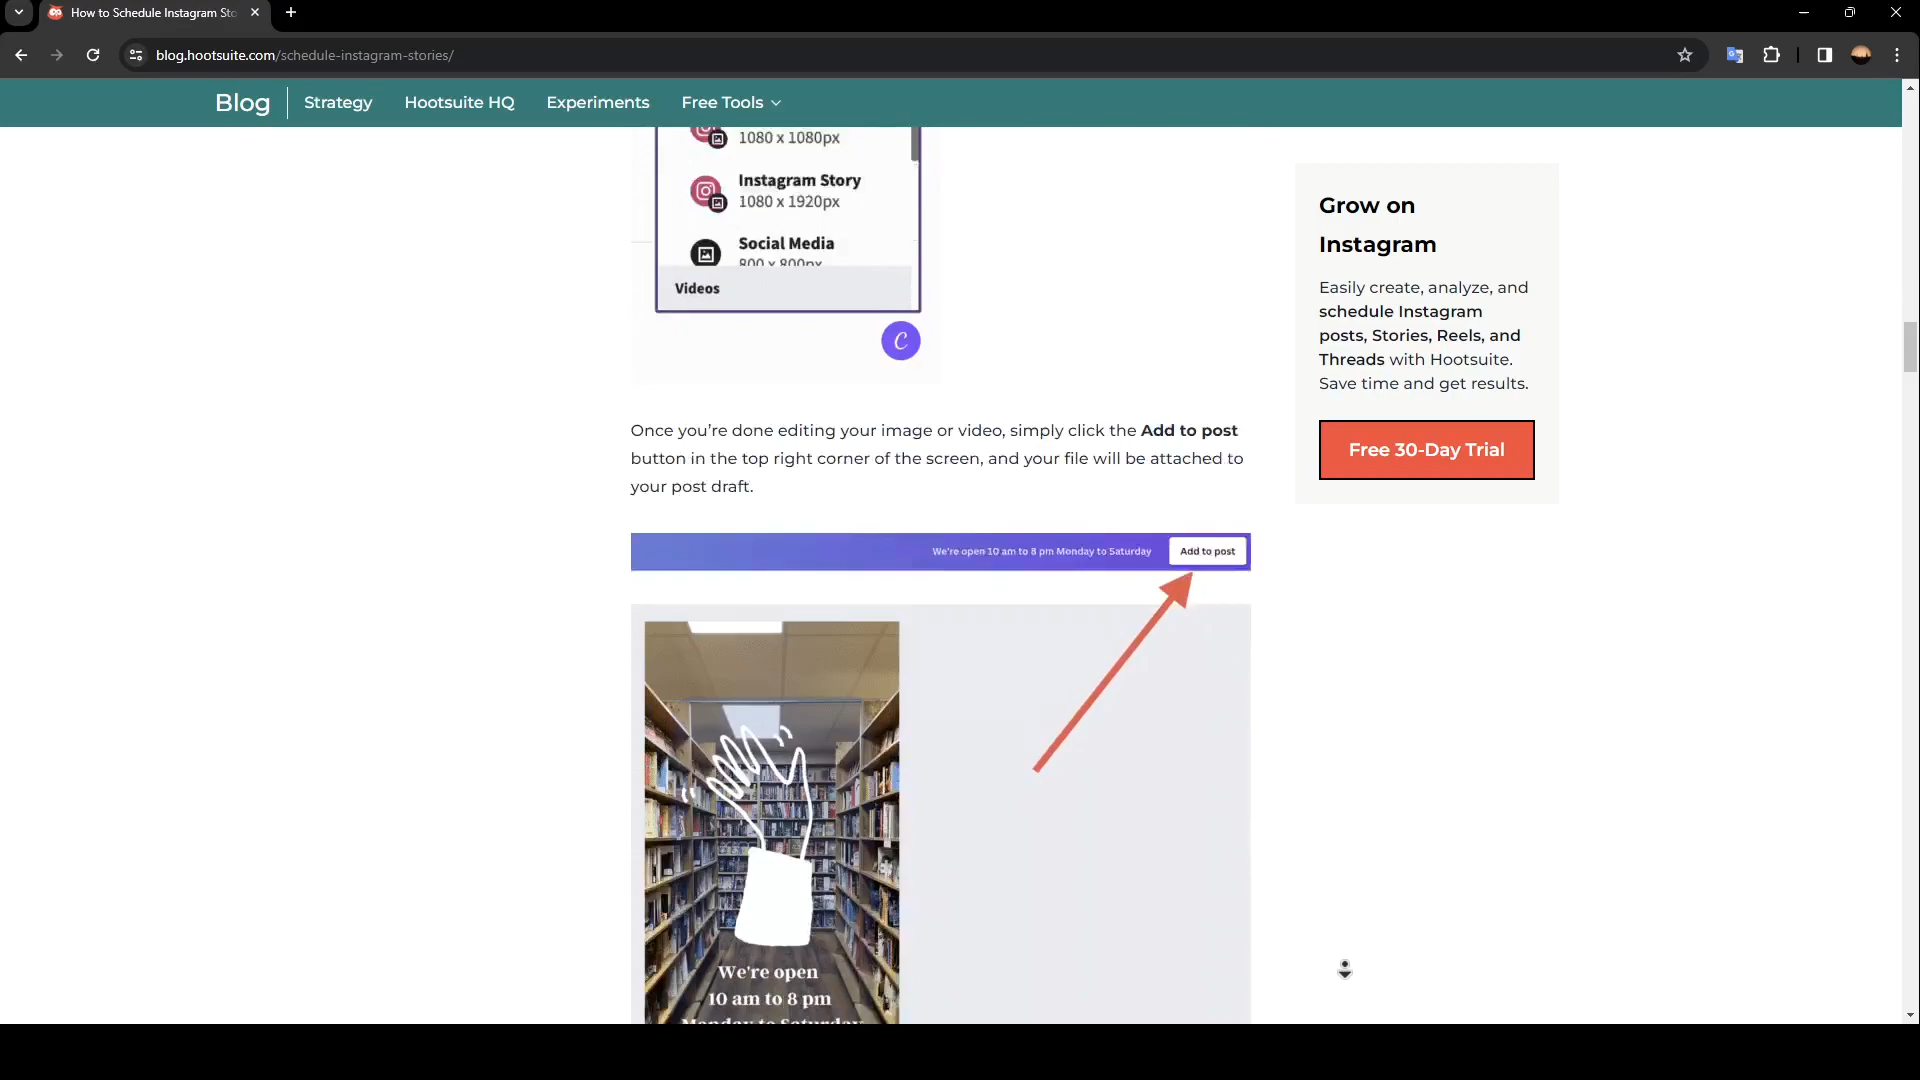 How to Schedule Instagram Sto
blog.hootsuite.com/schedule-instagram-stories/
Blog
Strategy
Hootsuite HQ
Experiments
Free Tools
1080 x 1080px
Instagram Story
1080 x 1920px
Social Media
800 x 800px
Videos
C
Once you’re done editing your image or video, simply click the Add to post
button in the top right corner of the screen, and your file will be attached to
your post draft.
We're open 10 am to 8 pm Monday to Saturday
Add to post
We're open
10 am to 8 pm
Monday to Saturday
Grow on
Instagram
Easily create, analyze, and
schedule Instagram
posts, Stories, Reels, and
Threads with Hootsuite.
Save time and get results.
Free 30-Day Trial